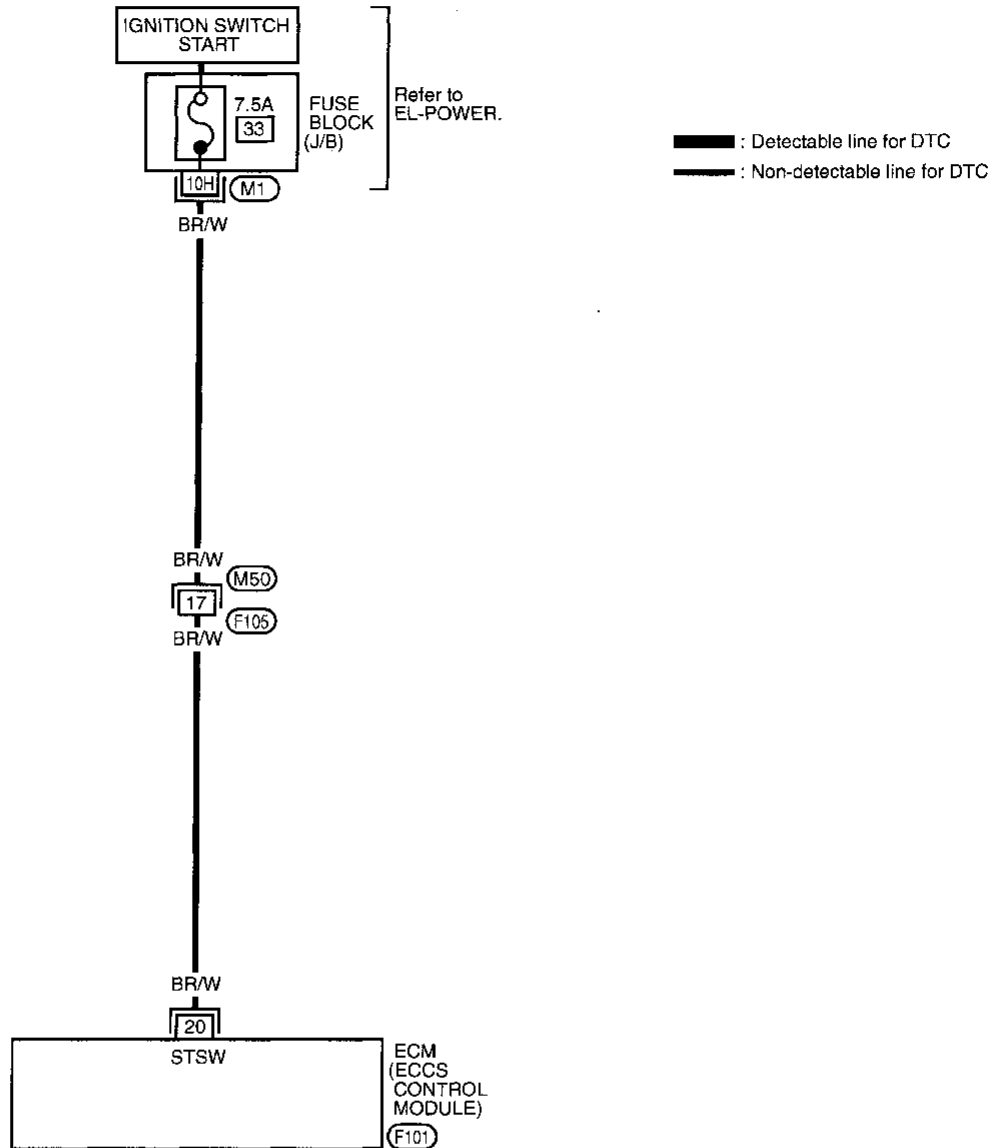 IGNITION SWITCH
START
7.5A
33
FUSE
BLOCK
(J/B)
Refer to
EL-POWER.
10H
M1
BR/W
: Detectable line for DTC
: Non-detectable line for DTC
BR/W
M50
17
F105
BR/W
BR/W
20
STSW
ECM
(ECCS
CONTROL
MODULE)
F101